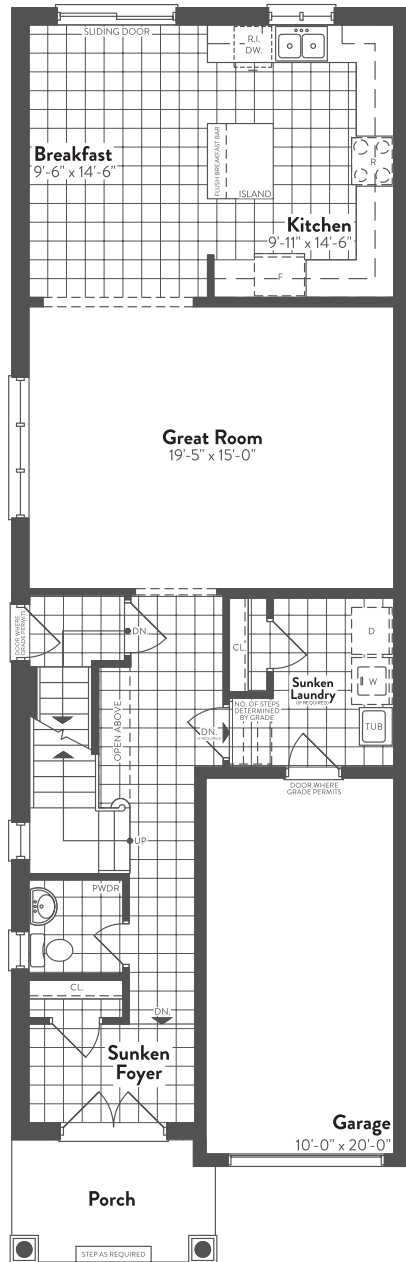 SLIDING DOOR
R.I.
DW.
Breakfast
9'-6" x 14'-6"
FLUSH BREAKFAST BAR
ISLAND
R
Kitchen
9'-11" x 14'-6"
F
Great Room
19'-5" x 15'-0"
DOOR WHERE
GRADE PERMITS
DN.
CL.
D
Sunken
Laundry
(IF REQUIRED)
W
NO. OF STEPS
DETERMINED
BY GRADE
TUB
OPEN ABOVE
DN.
(IF REQUIRED)
DOOR WHERE
GRADE PERMITS
UP
PWDR
CL.
DN.
Sunken
Foyer
Garage
10'-0" x 20'-0"
Porch
STEP AS REQUIRED